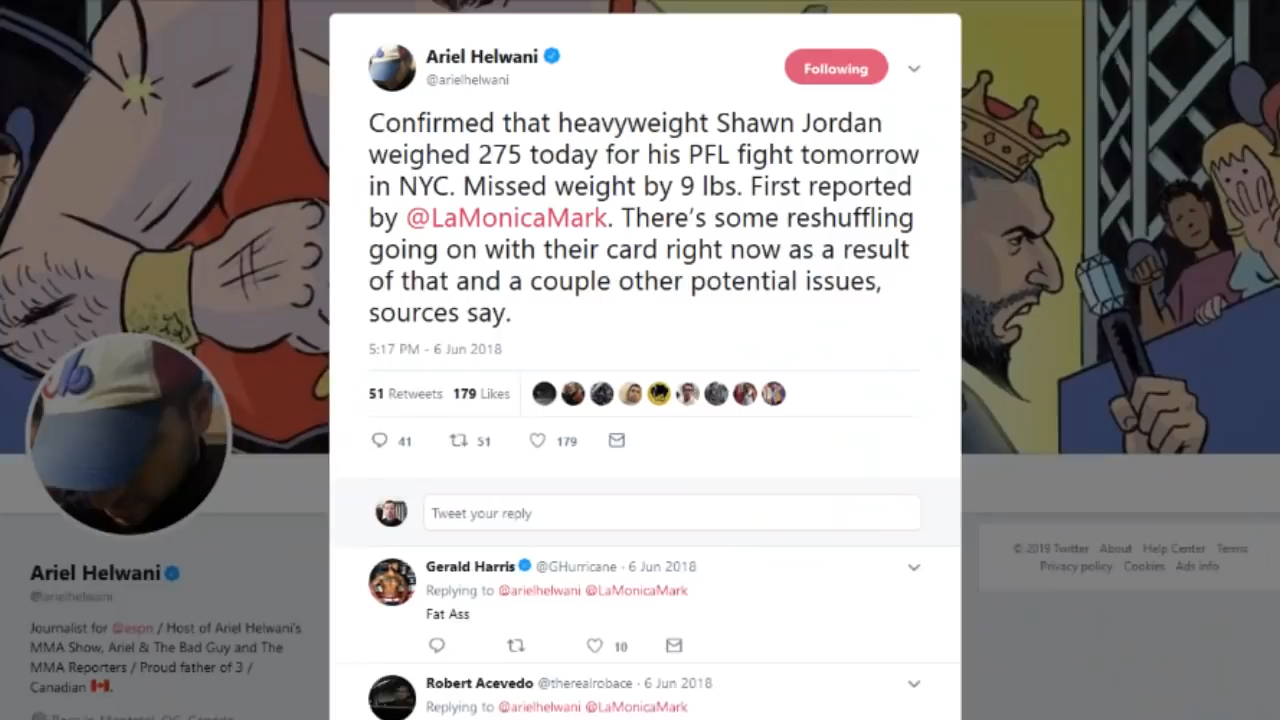 Ariel Helwani
@arielhelwani
Following
Confirmed that heavyweight Shawn Jordan
weighed 275 today for his PFL fight tomorrow
in NYC. Missed weight by 9 lbs. First reported
by @LaMonicaMark. There's some reshuffling
going on with their card right now as a result
of that and a couple other potential issues,
sources say.
5:17 PM - 6 Jun 2018
51 Retweets 179 Likes
41 51 179
Tweet your reply
Gerald Harris @GHurricane · 6 Jun 2018
Replying to @arielhelwani @LaMonicaMark
Fat Ass
10
Robert Acevedo @therealrobace · 6 Jun 2018
Replying to @arielhelwani @LaMonicaMark
Ariel Helwani
@arielhelwani
Journalist for @espn / Host of Ariel Helwani's
MMA Show, Ariel & The Bad Guy and The
MMA Reporters / Proud father of 3 /
Canadian
© 2019 Twitter About Help Center Terms
Privacy policy Cookies Ads info